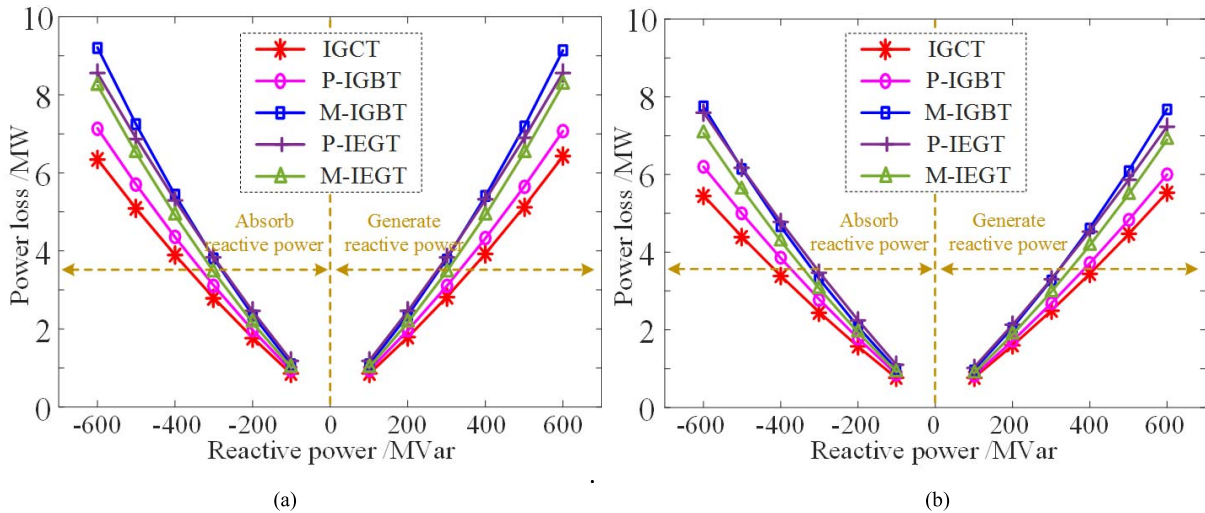 10
8
6
4
2
0
Power loss /MW
IGCT
P-IGBT
M-IGBT
P-IEGT
M-IEGT
Absorb
reactive power
Generate
reactive power
-600
-400
-200
0
200
400
600
Reactive power /MVar
(a)
10
8
6
4
2
0
Power loss /MW
IGCT
P-IGBT
M-IGBT
P-IEGT
M-IEGT
Absorb
reactive power
Generate
reactive power
-600
-400
-200
0
200
400
600
Reactive power /MVar
.
(b)